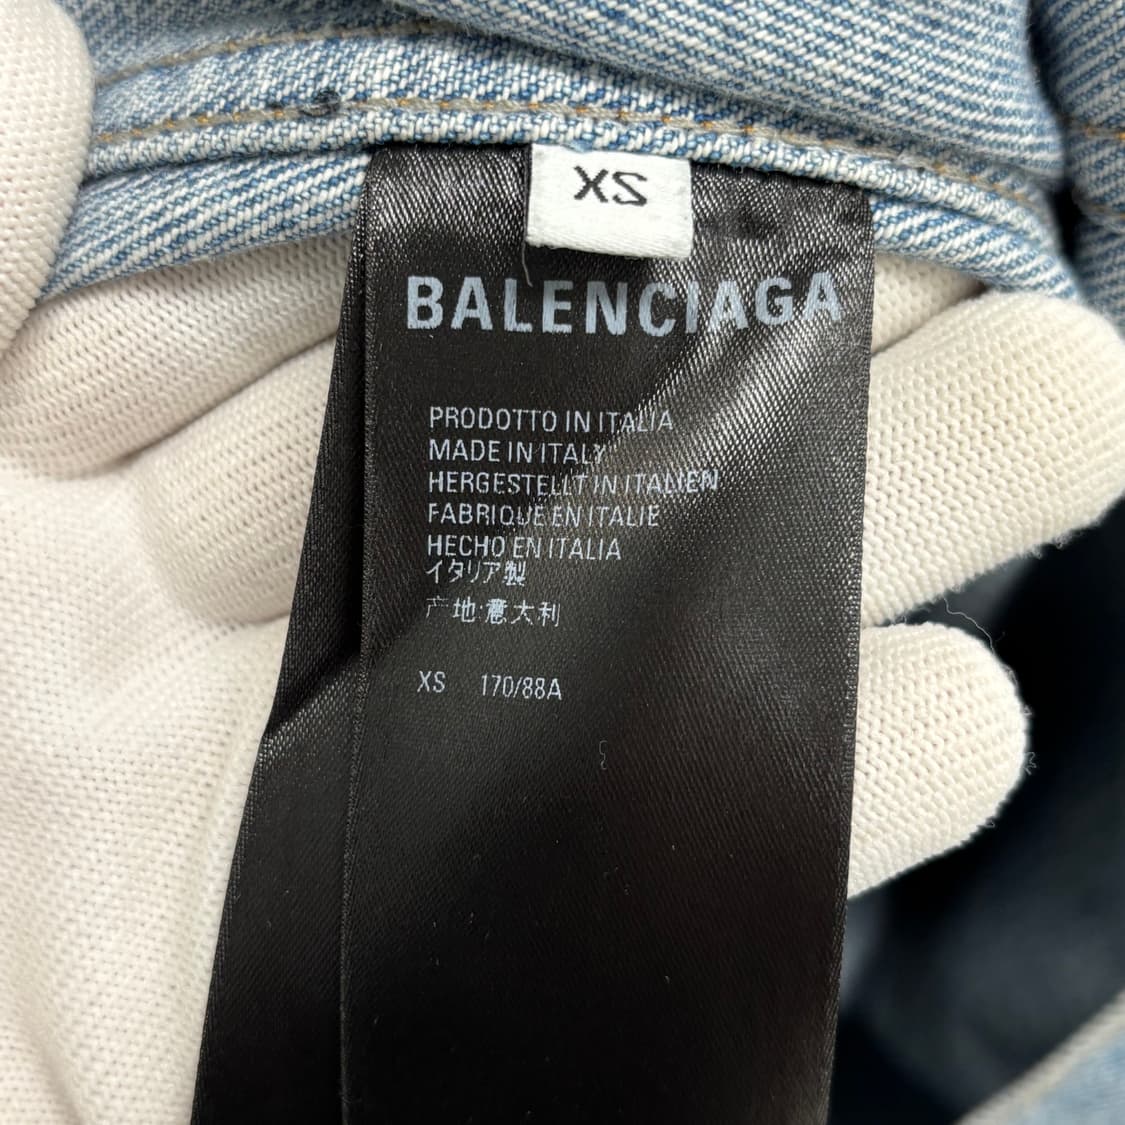 XS
BALENCIAGA
PRODOTTO IN ITALIA
MADE IN ITALY
HERGESTELLT IN ITALIEN
FABRIQUE EN ITALIE
HECHO EN ITALIA
イタリア製
产地:意大利
XS 170/88A